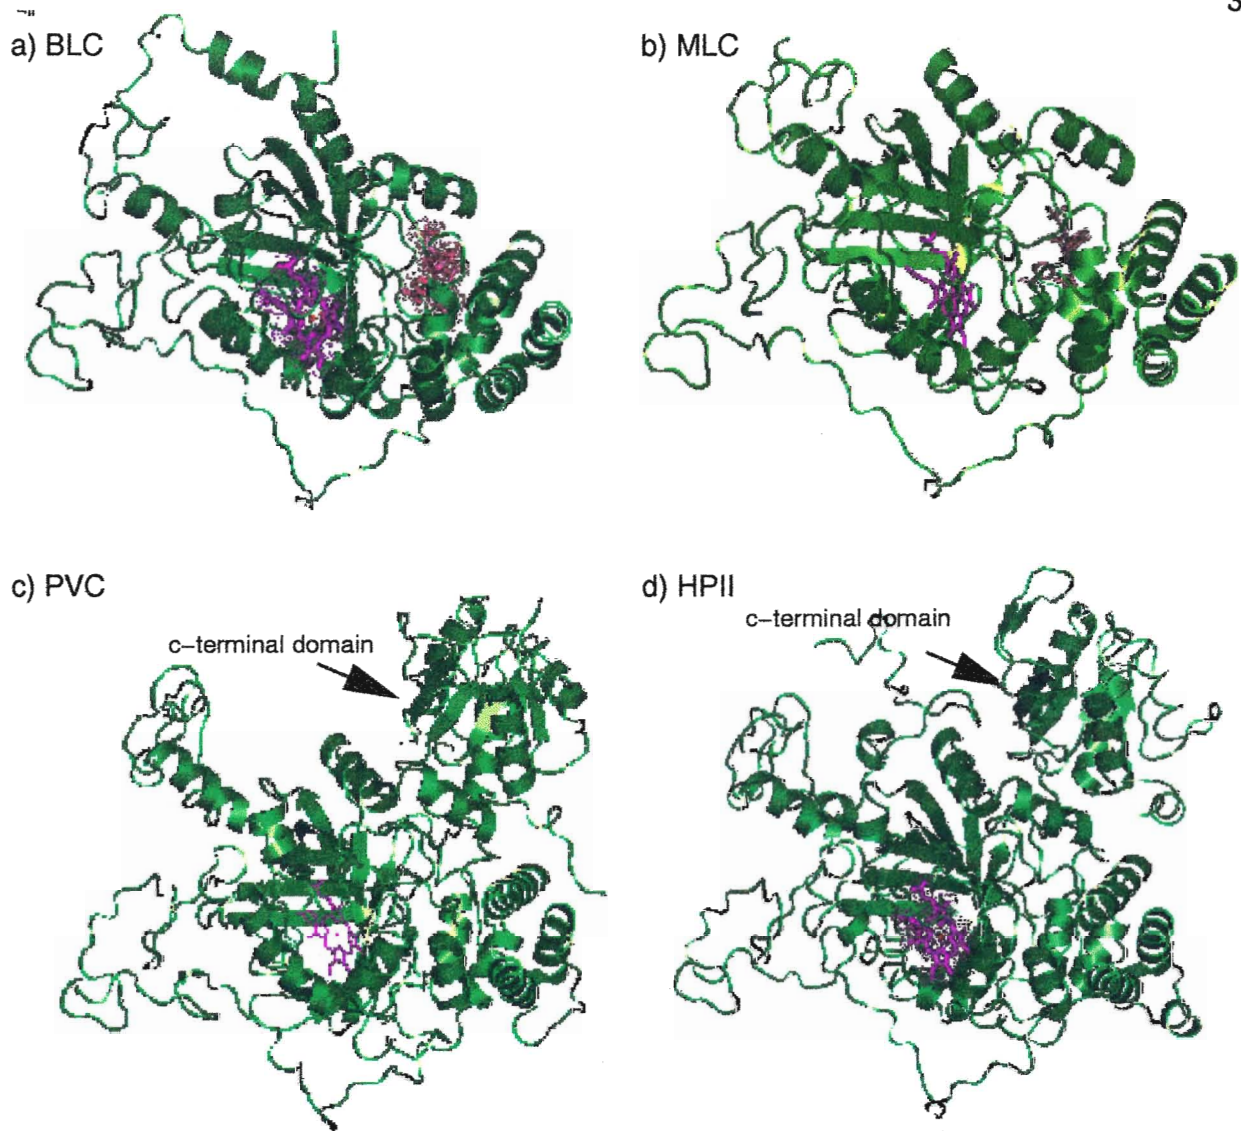 a) BLC
b) MLC
c) PVC
c-terminal domain
d) HPII
c-terminal domain